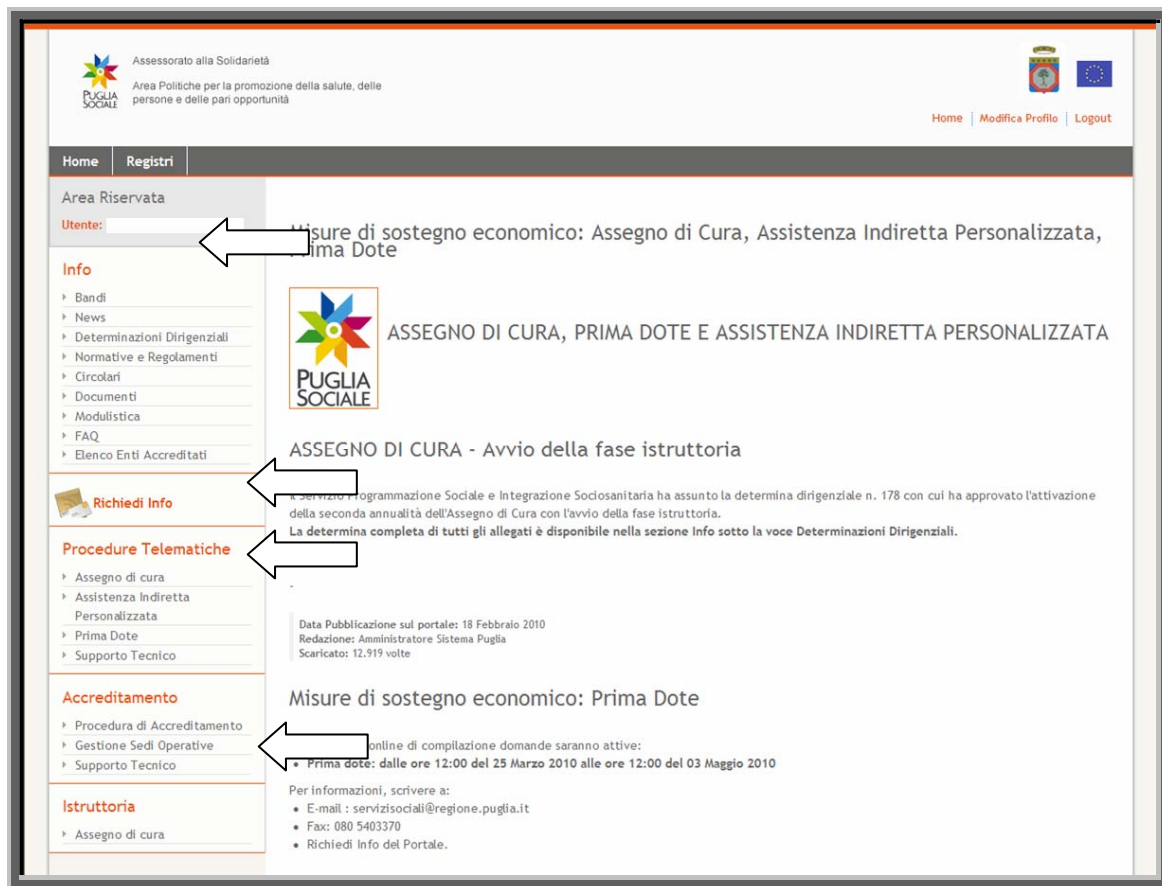 Assessorato alla Solidarietà
Area Politiche per la promozione della salute, delle
persone e delle pari opportunità
PUGLIA
SOCIALE
Home | Modifica Profilo | Logout
Home Registri
Area Riservata
Utente:
Info
Bandi
News
Determinazioni Dirigenziali
Normative e Regolamenti
Circolari
Documenti
Modulistica
FAQ
Elenco Enti Accreditati
Richiedi Info
Procedure Telematiche
Assegno di cura
Assistenza Indiretta
Personalizzata
Prima Dote
Supporto Tecnico
Accreditamento
Procedura di Accreditamento
Gestione Sedi Operative
Supporto Tecnico
Istruttoria
Assegno di cura
Misure di sostegno economico: Assegno di Cura, Assistenza Indiretta Personalizzata,
Prima Dote
PUGLIA
SOCIALE
ASSEGNO DI CURA, PRIMA DOTE E ASSISTENZA INDIRETTA PERSONALIZZATA
ASSEGNO DI CURA - Avvio della fase istruttoria
Il Servizio Programmazione Sociale e Integrazione Sociosanitaria ha assunto la determina dirigenziale n. 178 con cui ha approvato l'attivazione
della seconda annualità dell'Assegno di Cura con l'avvio della fase istruttoria.
La determina completa di tutti gli allegati è disponibile nella sezione Info sotto la voce Determinazioni Dirigenziali.
-
Data Pubblicazione sul portale: 18 Febbraio 2010
Redazione: Amministratore Sistema Puglia
Scaricato: 12.919 volte
Misure di sostegno economico: Prima Dote
online di compilazione domande saranno attive:
• Prima dote: dalle ore 12:00 del 25 Marzo 2010 alle ore 12:00 del 03 Maggio 2010
Per informazioni, scrivere a:
• E-mail : servizisociali@regione.puglia.it
• Fax: 080 5403370
• Richiedi Info del Portale.